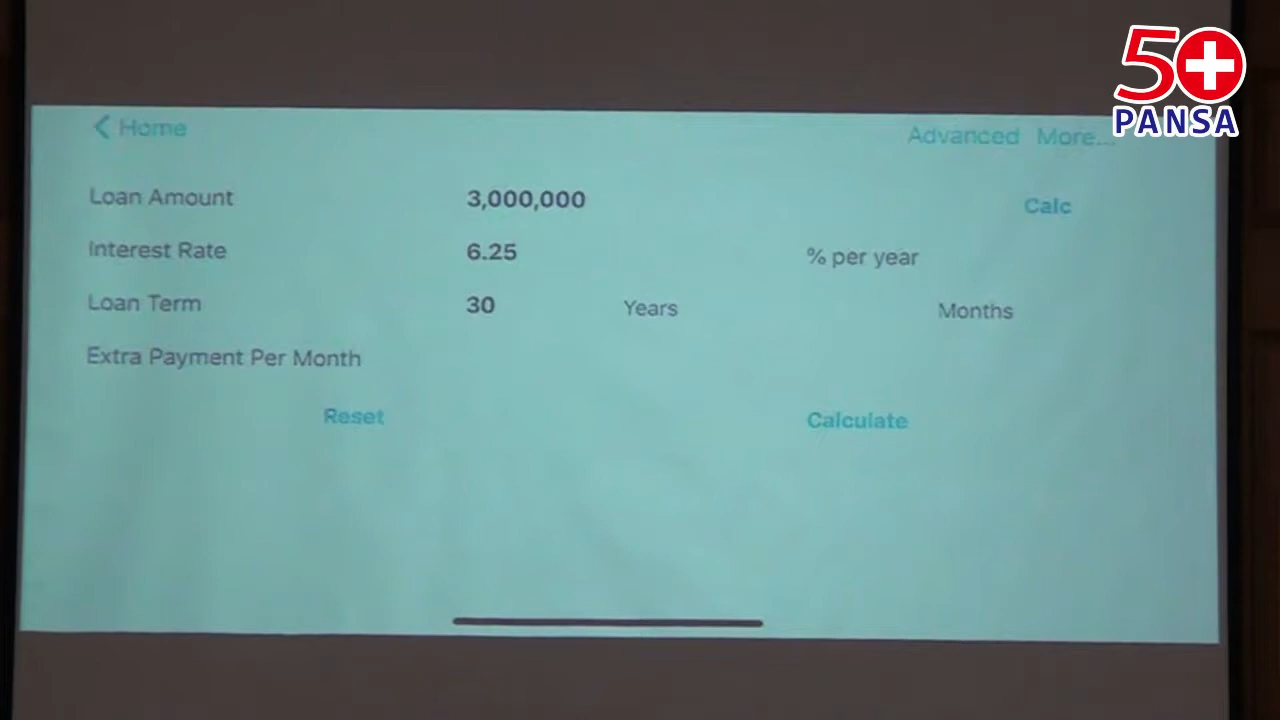 50
PANSA
Home
Advanced More...
Loan Amount 3,000,000 Calc
Interest Rate 6.25 % per year
Loan Term 30 Years Months
Extra Payment Per Month
Reset Calculate